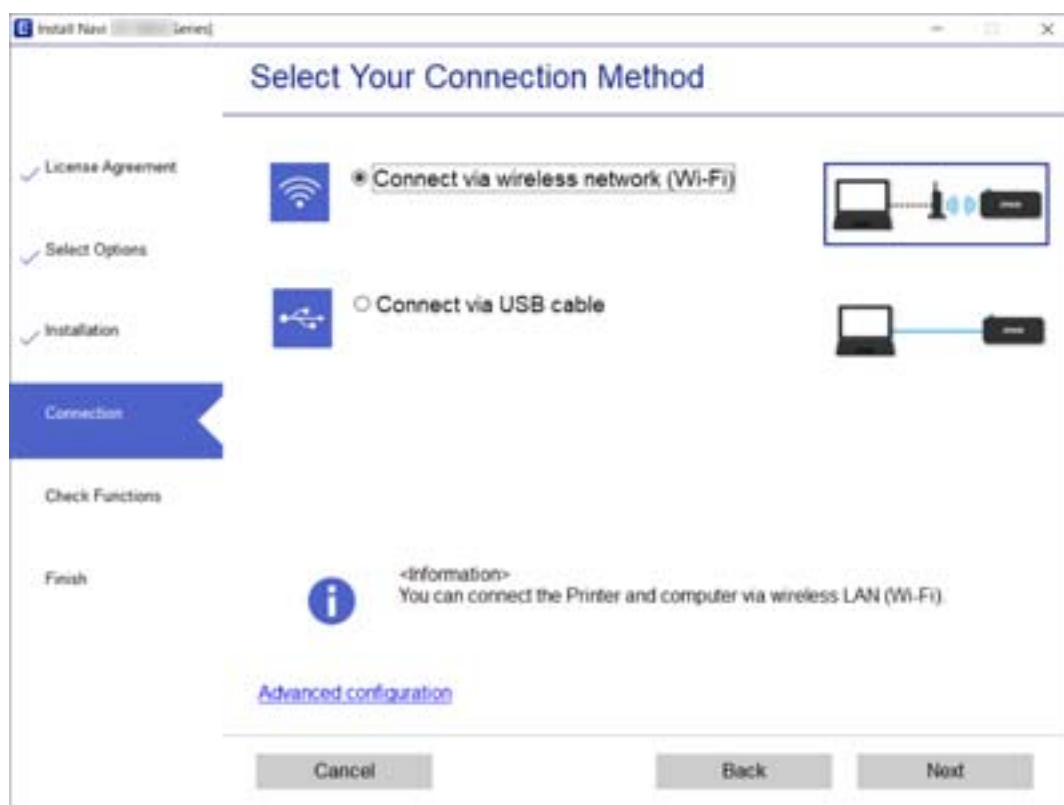 Install Navi Series]
Select Your Connection Method
License Agreement
Select Options
Installation
Connection
Check Functions
Finish
Connect via wireless network (Wi-Fi)
Connect via USB cable
<Information>
You can connect the Printer and computer via wireless LAN (Wi-Fi).
Advanced configuration
Cancel
Back
Next